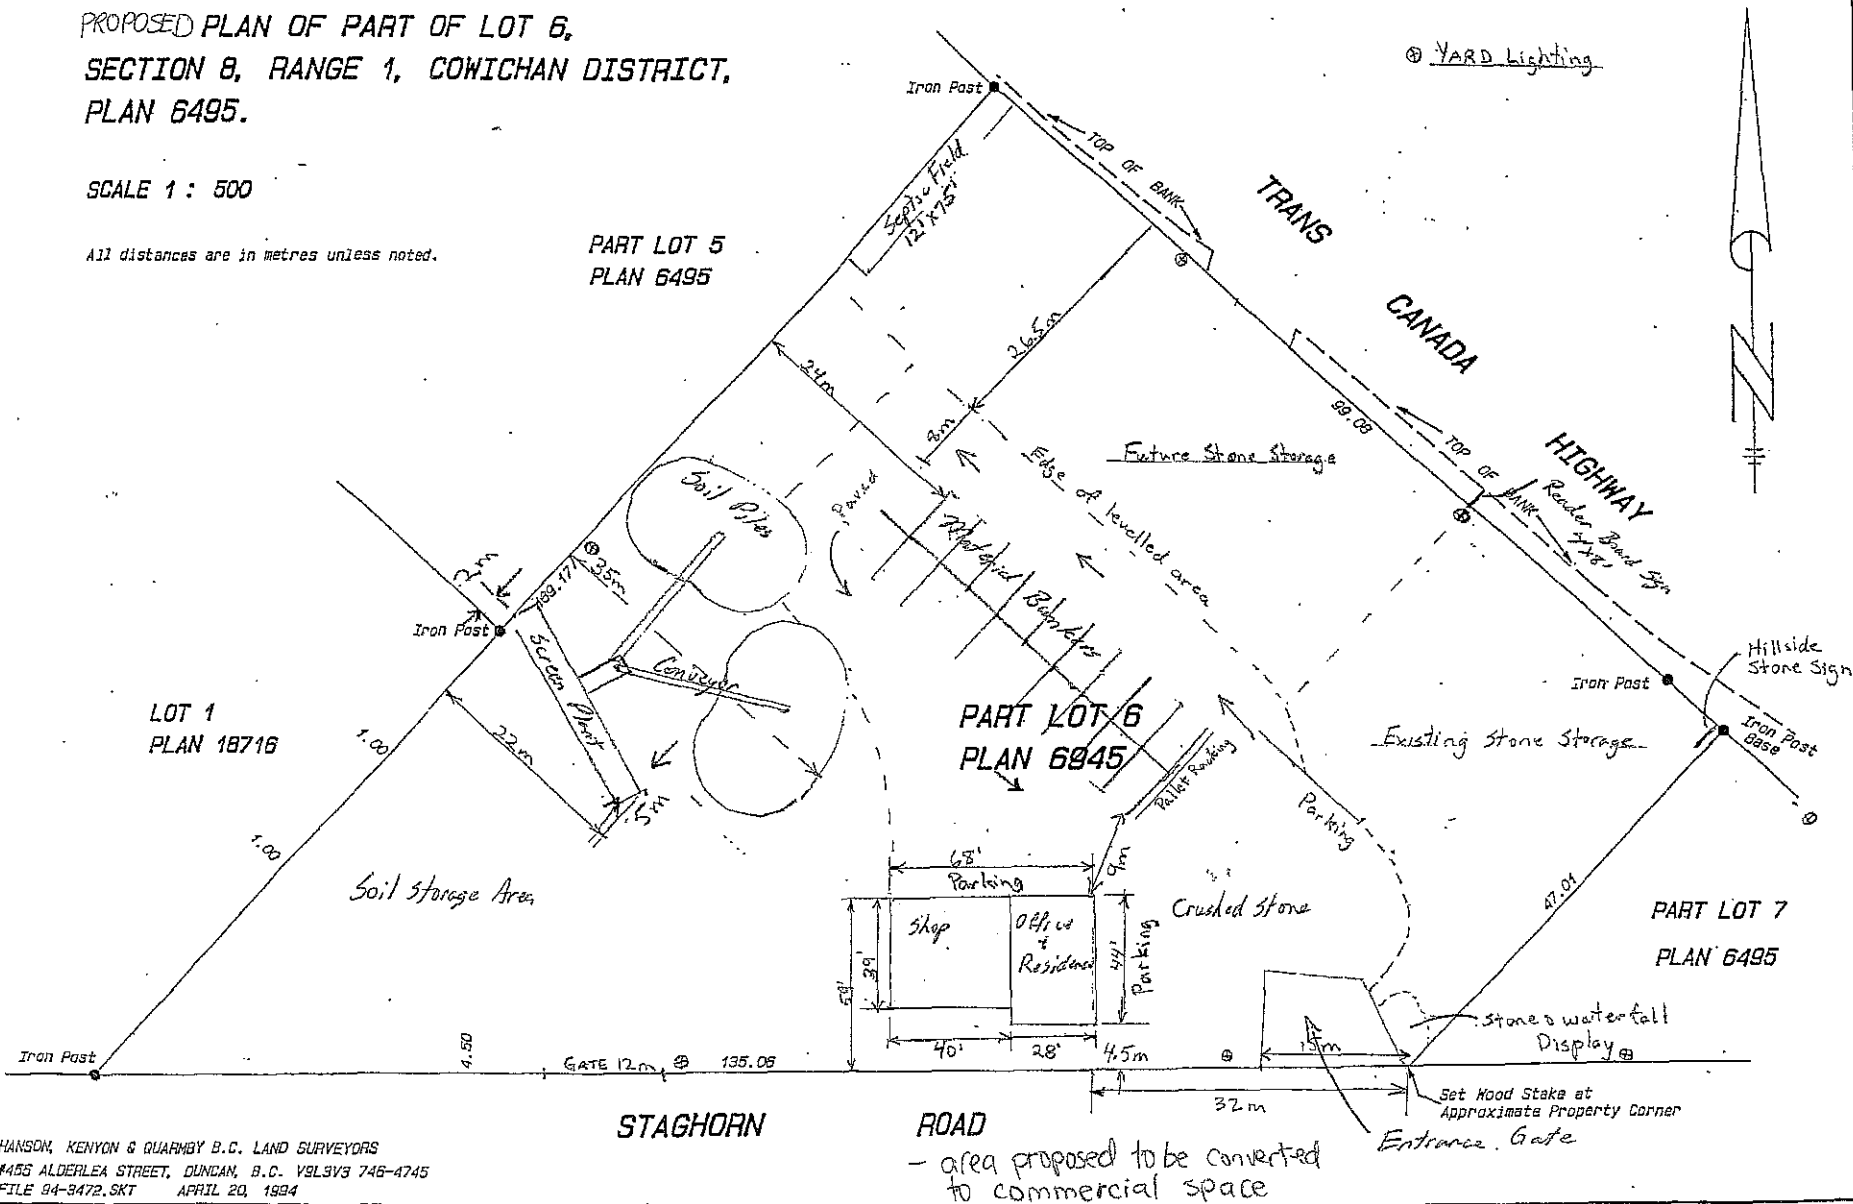 PROPOSED PLAN OF PART OF LOT 6,
SECTION 8, RANGE 1, COWICHAN DISTRICT,
PLAN 6495.
SCALE 1 : 500
All distances are in metres unless noted.
YARD Lighting
Iron Post
TOP OF BANK
TRANS CANADA HIGHWAY
Septic Field
12' x 75'
PART LOT 5
PLAN 6495
24m
26.5m
8m
99.08
Future Stone Storage
Edge of levelled area
TOP OF BANK
Reader Board Sign
4'x8'
Soil Piles
Paved
Material Bunkers
2m
35m
189.17
Iron Post
Screen Plant
Conveyor
Hillside
Stone Sign
Iron Post
Iron Post
Base
LOT 1
PLAN 18716
1.00
22m
PART LOT 6
PLAN 6945
Existing Stone Storage
Pallet Racking
Parking
.5m
1.00
9m
47.01
68'
Parking
Soil Storage Area
Shop
Office
&
Residence
Crushed Stone
PART LOT 7
PLAN 6495
39'
44'
Parking
Stone & waterfall
Display
Iron Post
4.50
GATE 12m
135.06
40'
28'
4.5m
32m
Set Wood Stake at
Approximate Property Corner
Entrance Gate
STAGHORN ROAD
- area proposed to be converted
to commercial space
HANSON, KENYON & QUARMBY B.C. LAND SURVEYORS
#455 ALDERLEA STREET, DUNCAN, B.C. V9L3V3 746-4745
FILE 94-3472.SKT APRIL 20, 1994